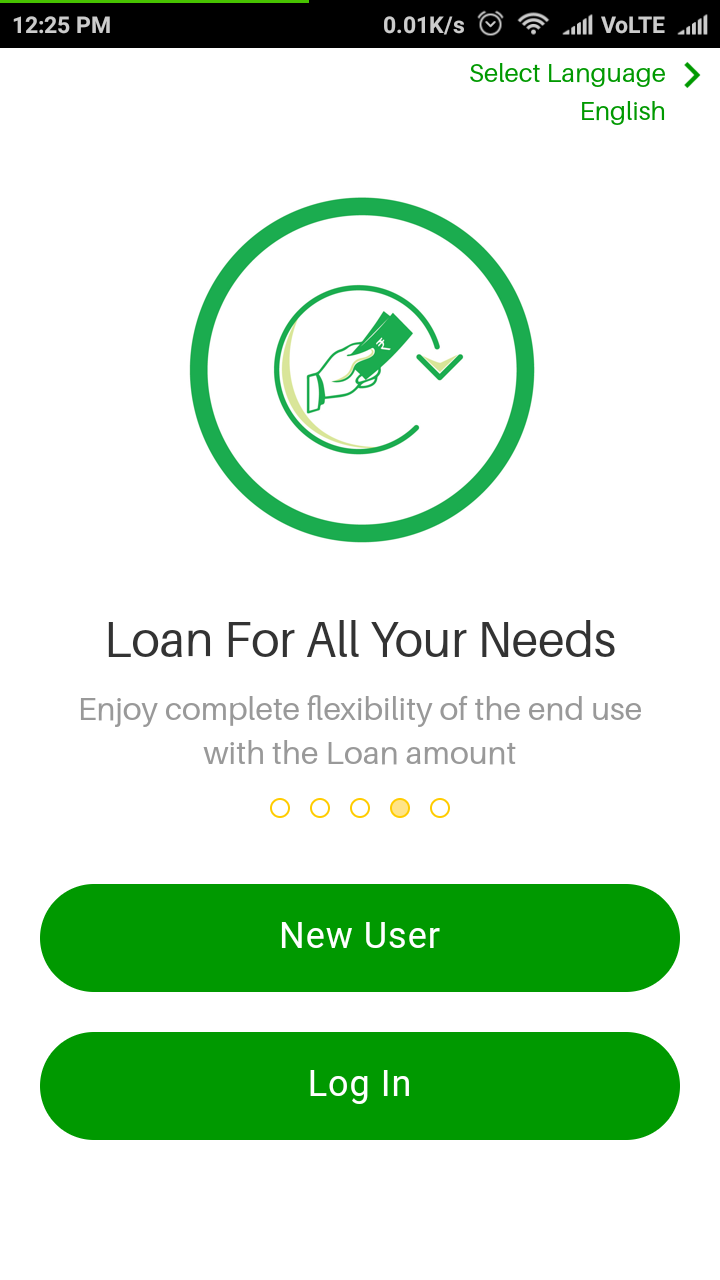 12:25 PM 0.01K/s VoLTE
Select Language
English
₹
Loan For All Your Needs
Enjoy complete flexibility of the end use
with the Loan amount
New User
Log In